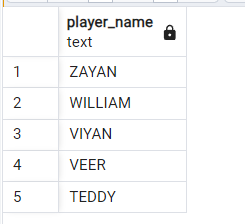 player_name
text
1 ZAYAN
2 WILLIAM
3 VIYAN
4 VEER
5 TEDDY